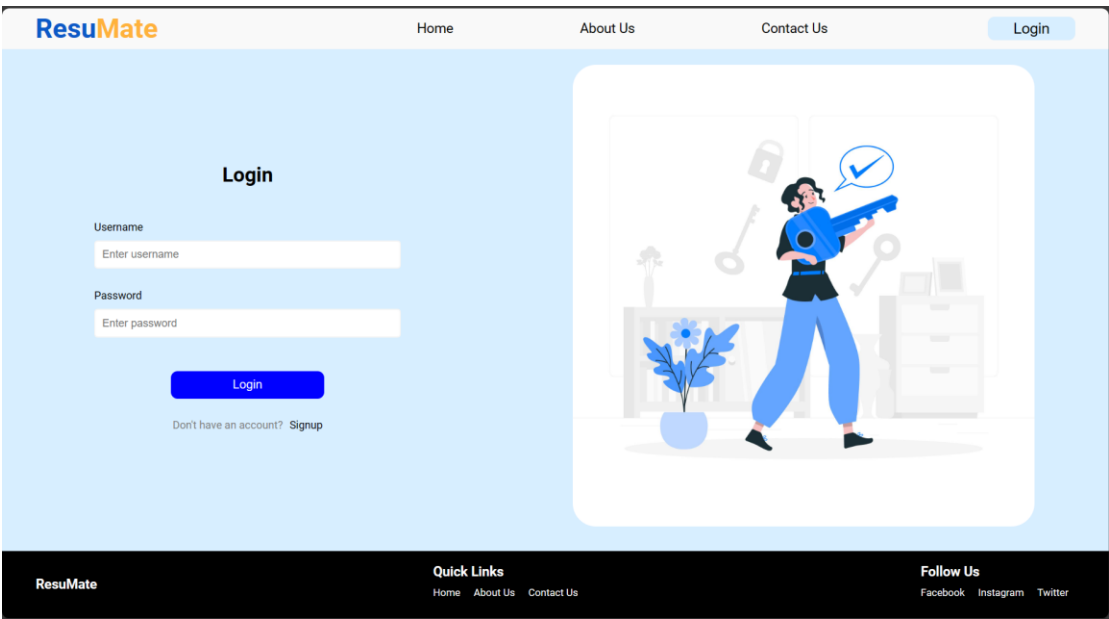 ResuMate
Home
About Us
Contact Us
Login
Login
Username
Enter username
Password
Enter password
Login
Don't have an account? Signup
ResuMate
Quick Links
Home About Us Contact Us
Follow Us
Facebook Instagram Twitter